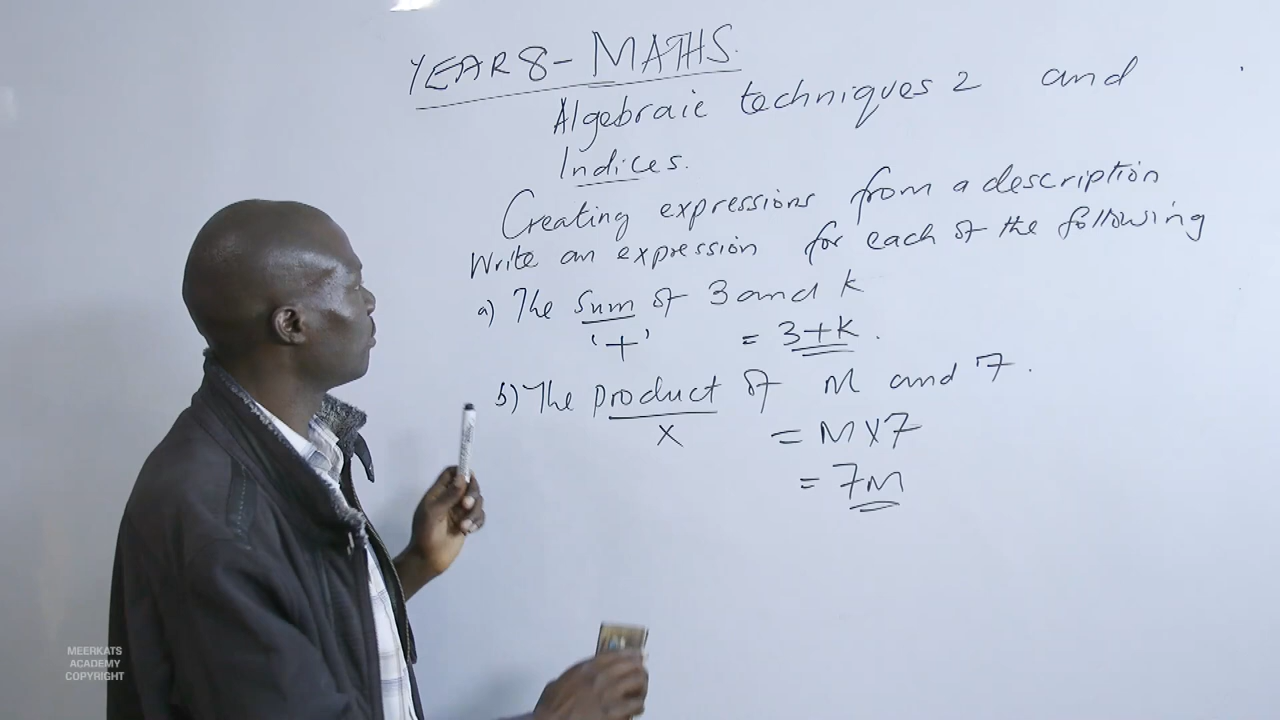 YEAR 8 - MATHS.
Algebraic techniques 2 and
Indices.
Creating expressions from a description
Write an expression for each of the following
a) The sum of 3 and k
'+' = 3+k.
b) The product of M and 7.
x = M x 7
= 7M
MEERKATS
ACADEMY
COPYRIGHT